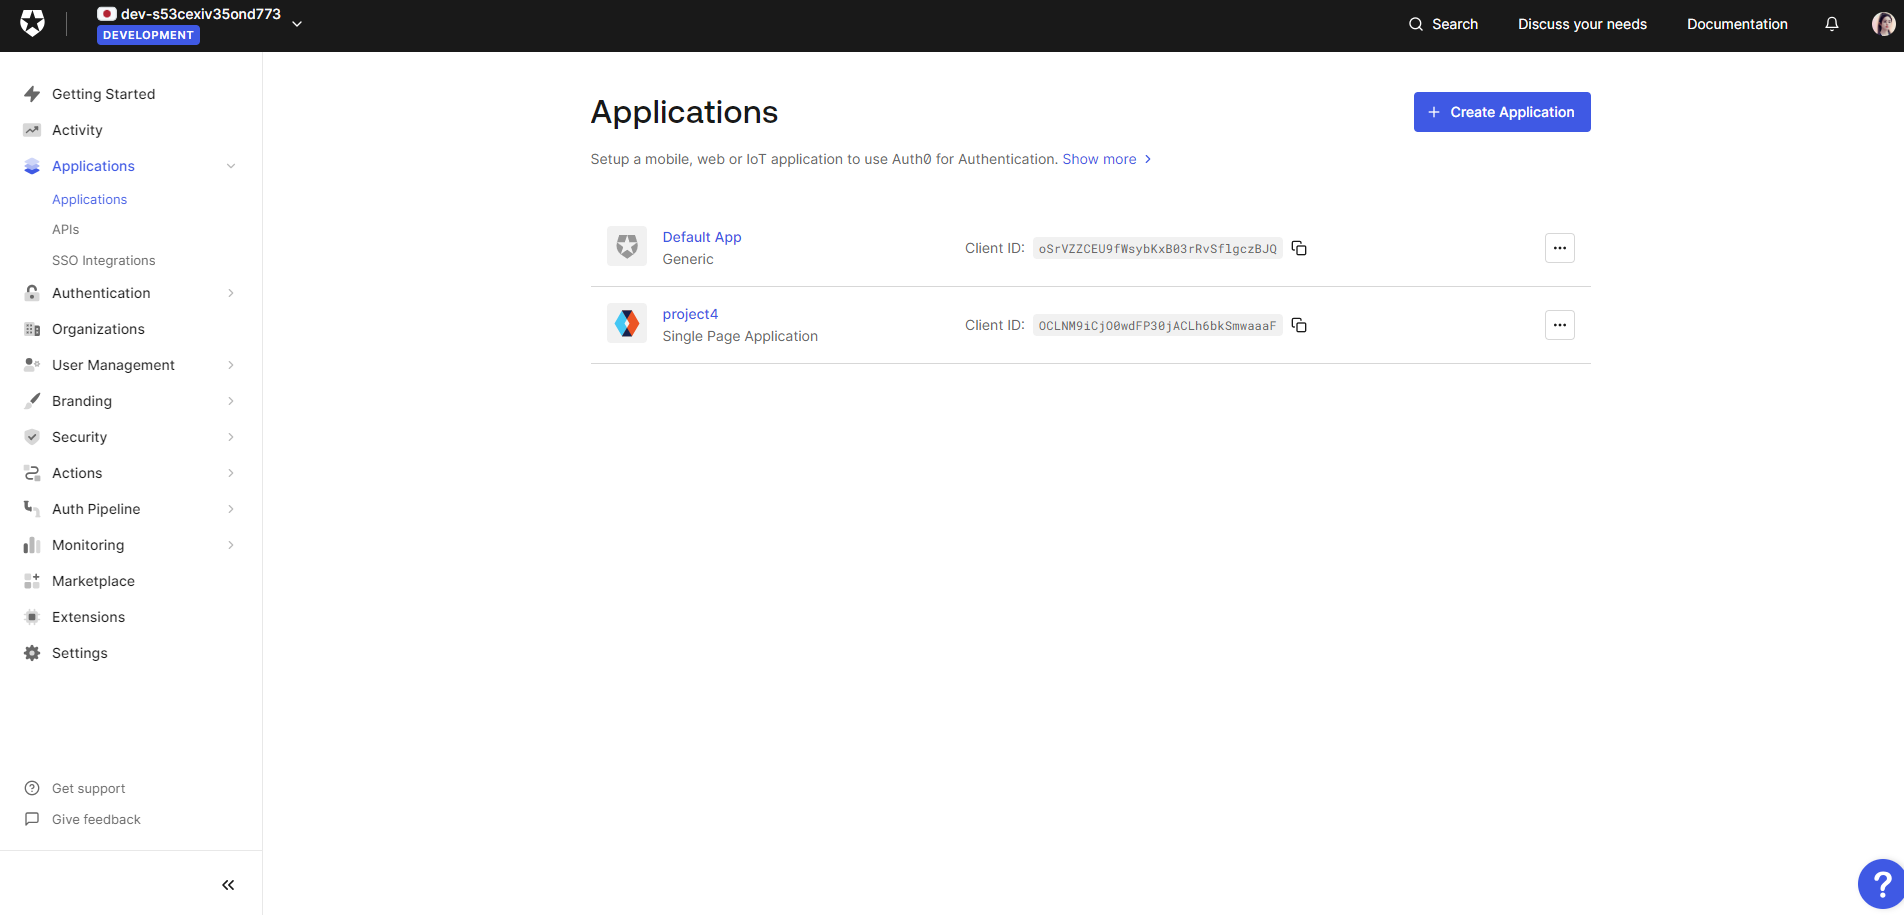 dev-s53cexiv35ond773
DEVELOPMENT
Search
Discuss your needs
Documentation
Getting Started
Activity
Applications
Applications
APIs
SSO Integrations
Authentication
Organizations
User Management
Branding
Security
Actions
Auth Pipeline
Monitoring
Marketplace
Extensions
Settings
Get support
Give feedback
Applications
+ Create Application
Setup a mobile, web or IoT application to use Auth0 for Authentication. Show more
Default App
Generic
Client ID: oSrVZZCEU9fWsybKxB03rRvSflgczBJQ
project4
Single Page Application
Client ID: OCLNM9iCjO0wdFP30jACLh6bkSmwaaaF
?